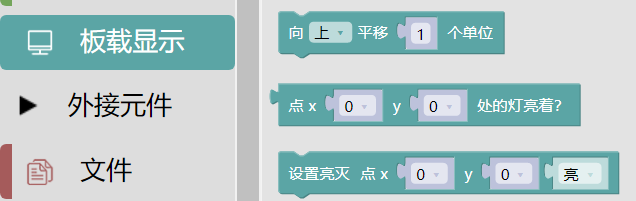 板载显示
外接元件
文件
向 上 平移 1 个单位
点 x 0 y 0 处的灯亮着?
设置亮灭 点 x 0 y 0 亮